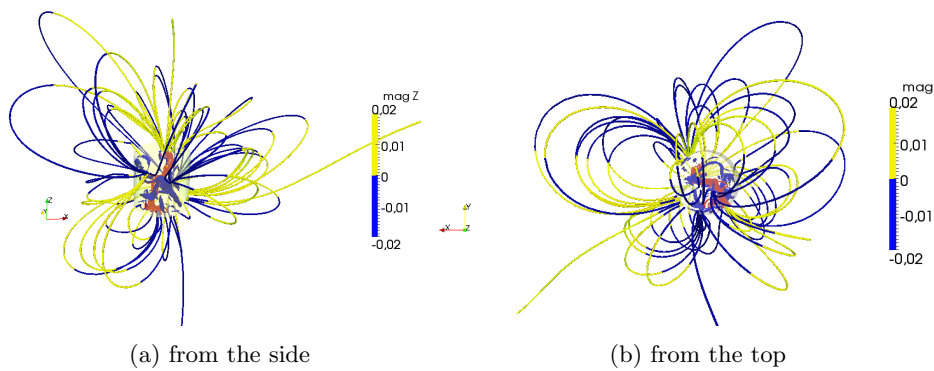 mag Z
0,02
0,01
0
-0,01
-0,02
Z
Y
X
(a) from the side
mag
0,02
0,01
0
-0,01
-0,02
Y
X
Z
(b) from the top